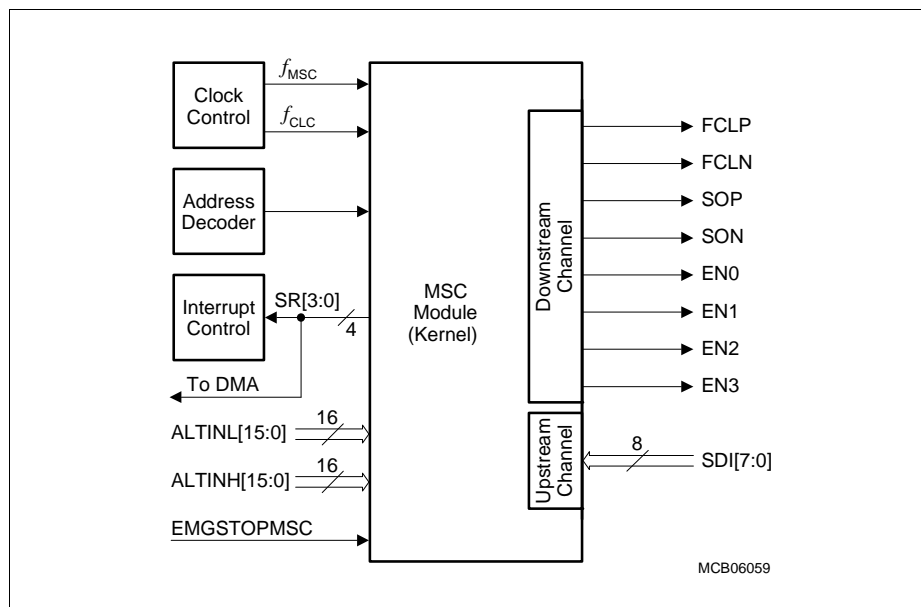 Clock
Control
fMSC
fCLC
Address
Decoder
Interrupt
Control
SR[3:0]
4
To DMA
ALTINL[15:0]
16
ALTINH[15:0]
16
EMGSTOPMSC
MSC
Module
(Kernel)
Downstream
Channel
Upstream
Channel
FCLP
FCLN
SOP
SON
EN0
EN1
EN2
EN3
8
SDI[7:0]
MCB06059